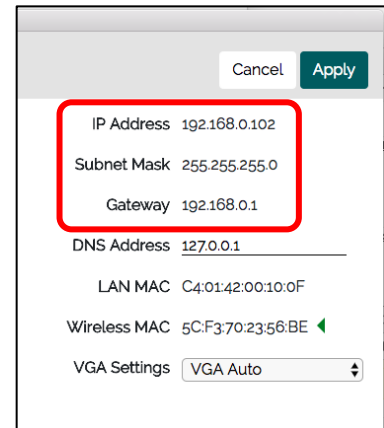 Cancel Apply
IP Address 192.168.0.102
Subnet Mask 255.255.255.0
Gateway 192.168.0.1
DNS Address 127.0.0.1
LAN MAC C4:01:42:00:10:0F
Wireless MAC 5C:F3:70:23:56:BE
VGA Settings VGA Auto